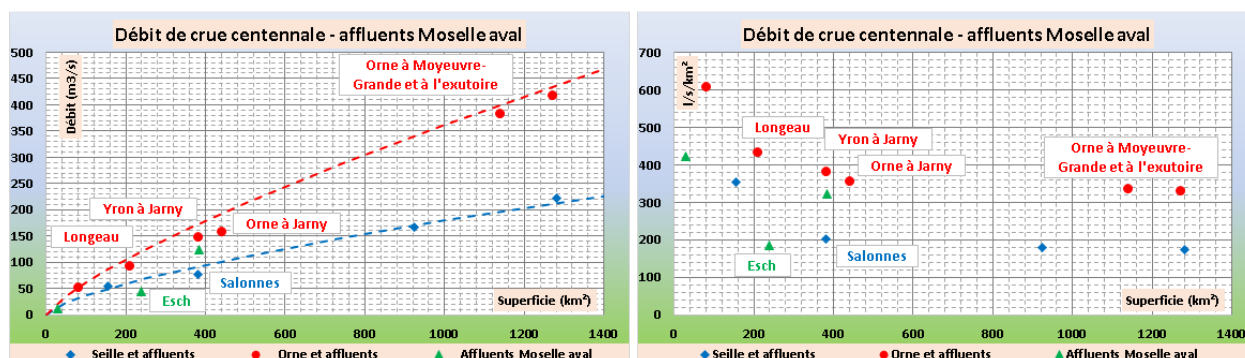 Débit de crue centennale - affluents Moselle aval
500
450
400
350
300
250
200
150
100
50
0
Débit (m3/s)
Orne à Moyeuvre-
Grande et à l'exutoire
Yron à Jarny
Orne à Jarny
Longeau
Salonnes
Esch
Superficie (km²)
0 200 400 600 800 1000 1200 1400
Seille et affluents
Orne et affluents
Affluents Moselle aval
Débit de crue centennale - affluents Moselle aval
700
600
500
400
300
200
100
0
l/s/km²
Longeau
Yron à Jarny
Orne à Jarny
Orne à Moyeuvre-
Grande et à l'exutoire
Esch
Salonnes
Superficie (km²)
0 200 400 600 800 1000 1200 1400
Seille et affluents
Orne et affluents
Affluents Moselle aval